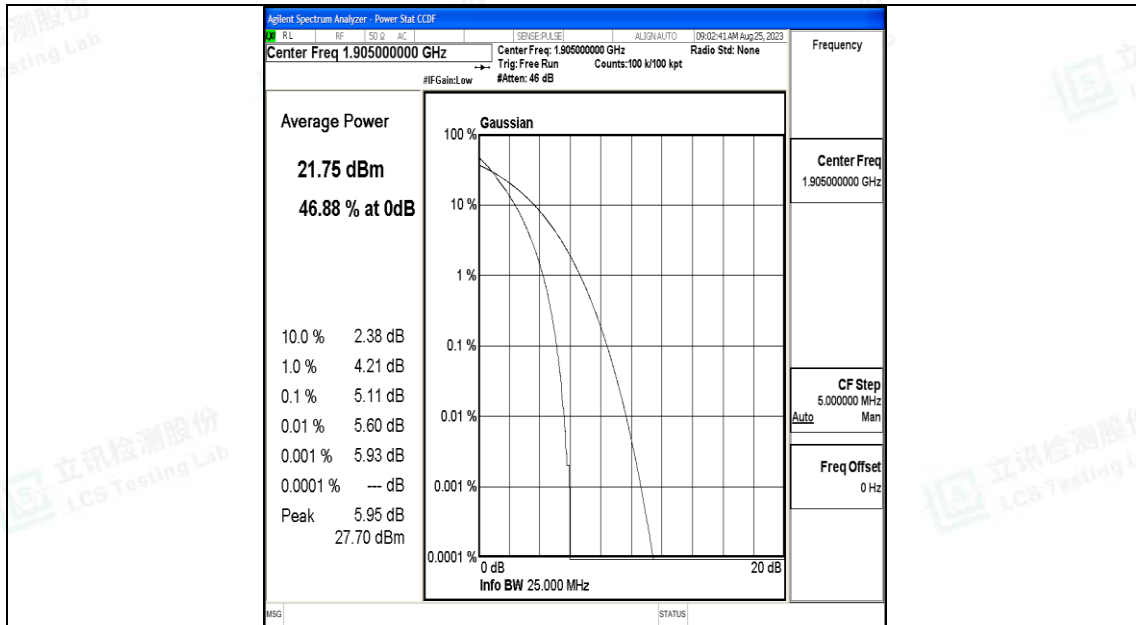 Agilent Spectrum Analyzer - Power Stat CCDF
LXI RL RF 50 Ω AC SENSE:PULSE ALIGN AUTO 09:02:41 AM Aug 25, 2023
Center Freq 1.905000000 GHz
Center Freq: 1.905000000 GHz Radio Std: None
Trig: Free Run Counts:100 k/100 kpt
#IFGain:Low #Atten: 46 dB
Frequency
Average Power
21.75 dBm
46.88 % at 0dB
10.0 % 2.38 dB
1.0 % 4.21 dB
0.1 % 5.11 dB
0.01 % 5.60 dB
0.001 % 5.93 dB
0.0001 % --- dB
Peak 5.95 dB
27.70 dBm
Gaussian
100 %
10 %
1 %
0.1 %
0.01 %
0.001 %
0.0001 %
0 dB 20 dB
Info BW 25.000 MHz
Center Freq
1.905000000 GHz
CF Step
5.000000 MHz
Auto Man
Freq Offset
0 Hz
MSG STATUS
立讯检测股份
LCS Testing Lab